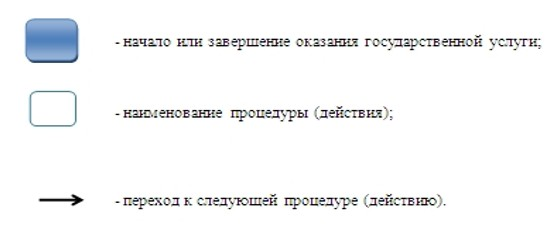 - начало или завершение оказания государственной услуги;
- наименование процедуры (действия);
- переход к следующей процедуре (действию).